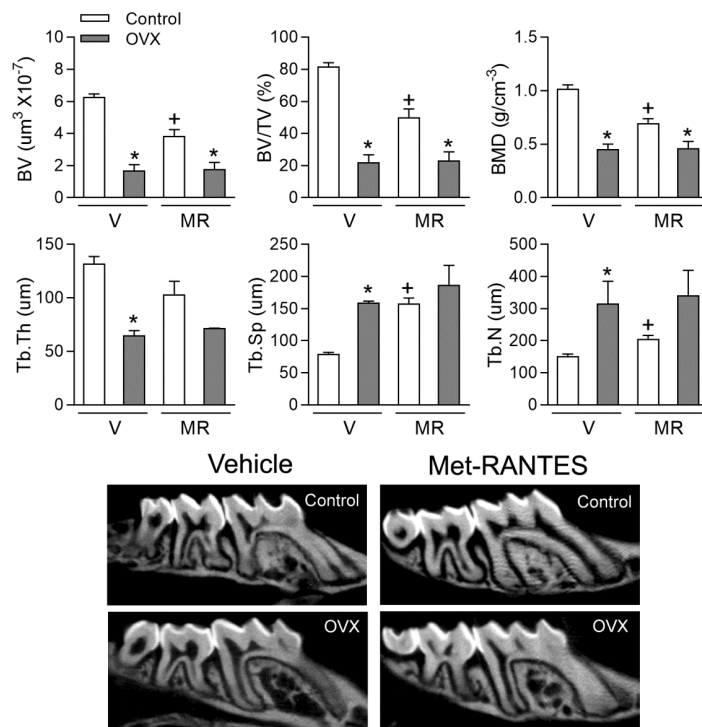 Control
OVX
BV (um³ X10⁻⁷)
8
6
4
2
0
+
*
*
V
MR
BV/TV (%)
100
80
60
40
20
0
+
*
*
V
MR
BMD (g/cm⁻³)
1.5
1.0
0.5
0.0
+
*
*
V
MR
Tb.Th (um)
150
100
50
0
*
V
MR
Tb.Sp (um)
250
200
150
100
50
0
*
+
V
MR
Tb.N (um)
500
400
300
200
100
0
*
+
V
MR
Vehicle
Met-RANTES
Control
Control
OVX
OVX